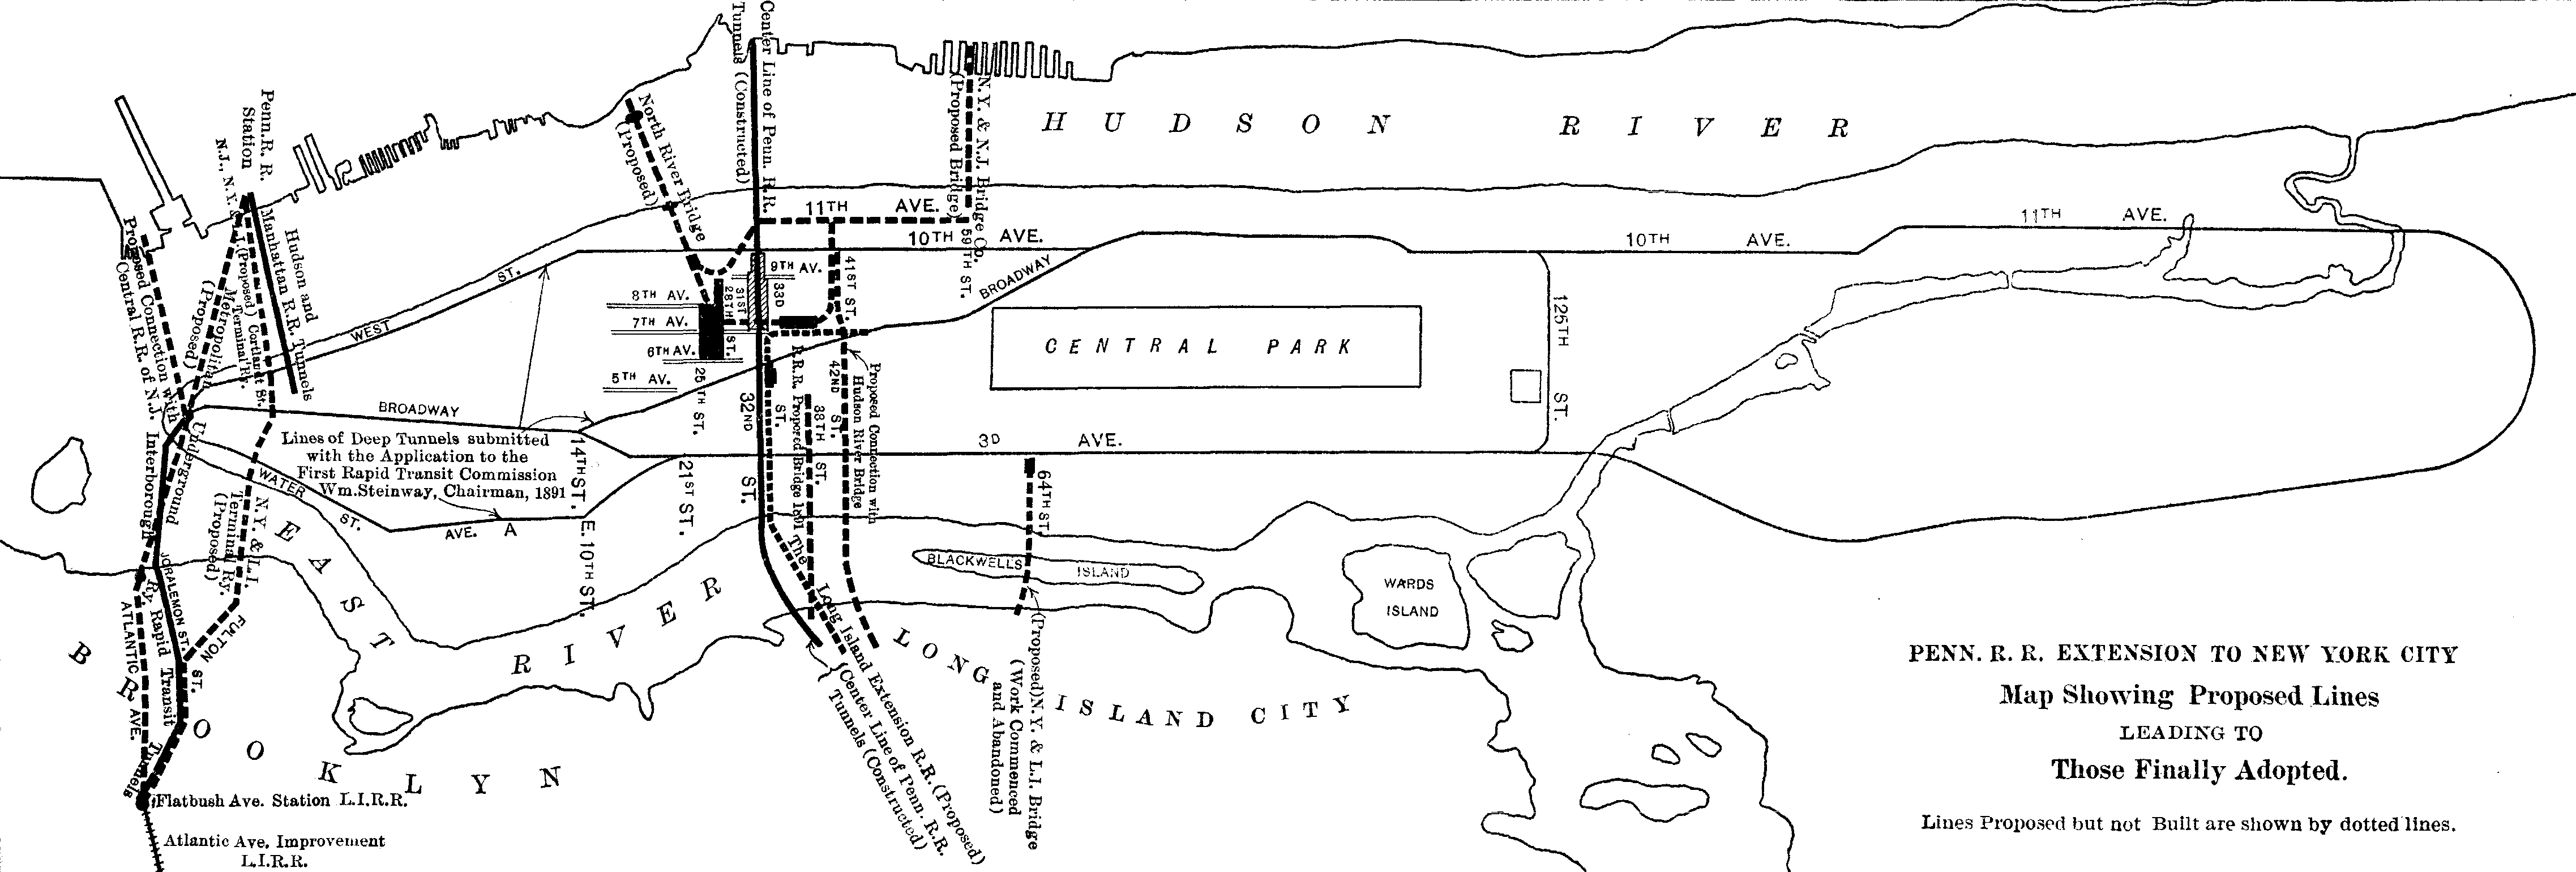 Center Line of Penn. R.R.
Tunnels (Constructed)
HUDSON RIVER
N.Y. & N.J. Bridge Co.
(Proposed Bridge)
North River Bridge
(Proposed)
Penn. R. R.
Station
N.J., N.Y. & L.I. (Proposed) Cortlandt St.
Terminal Ry.
Hudson and
Manhattan R.R. Tunnels
Metropolitan Underground
(Proposed)
Proposed Connection with
Central R.R. of N.J.
11TH AVE.
10TH AVE.
59TH ST.
BROADWAY
11TH AVE.
10TH AVE.
WEST ST.
9TH AV.
8TH AV.
7TH AV.
6TH AV.
5TH AV.
28TH ST.
31ST
33D ST.
41ST ST.
25TH ST.
32ND ST.
42ND ST.
38TH ST.
CENTRAL PARK
125TH ST.
BROADWAY
3D AVE.
Proposed Connection with
Hudson River Bridge
Lines of Deep Tunnels submitted
with the Application to the
First Rapid Transit Commission
Wm. Steinway, Chairman, 1891
14TH ST.
21ST ST.
E. 10TH ST.
WATER ST.
AVE. A
64TH ST.
R.R.R. Proposed Bridge 1891
The Long Island Extension R.R. (Proposed)
(Center Line of Penn. R.R.
Tunnels (Constructed)
EAST RIVER
BLACKWELL'S ISLAND
WARDS
ISLAND
N.Y. & L.I.
Terminal Ry.
(Proposed)
Interborough Ry. Rapid Transit Tunnels
JORALEMON ST.
ATLANTIC AVE.
FULTON ST.
BROOKLYN
LONG ISLAND CITY
(Proposed) N.Y. & L.I. Bridge
(Work Commenced
and Abandoned)
Flatbush Ave. Station L.I.R.R.
Atlantic Ave. Improvement
L.I.R.R.
PENN. R. R. EXTENSION TO NEW YORK CITY
Map Showing Proposed Lines
LEADING TO
Those Finally Adopted.
Lines Proposed but not Built are shown by dotted lines.